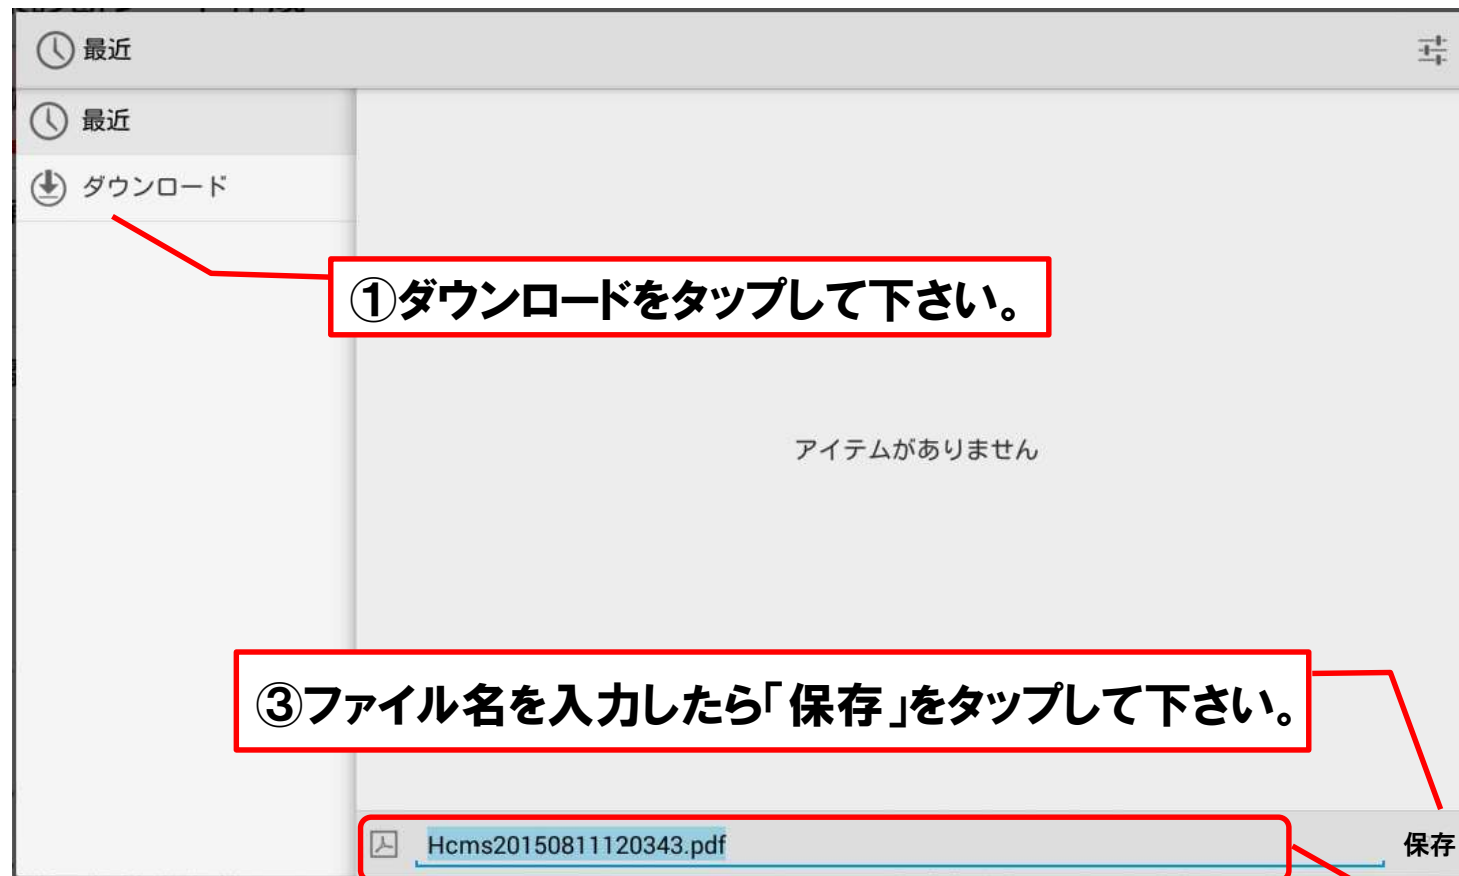 最近
最近
ダウンロード
①ダウンロードをタップして下さい。
アイテムがありません
③ファイル名を入力したら「保存」をタップして下さい。
Hcms20150811120343.pdf
保存